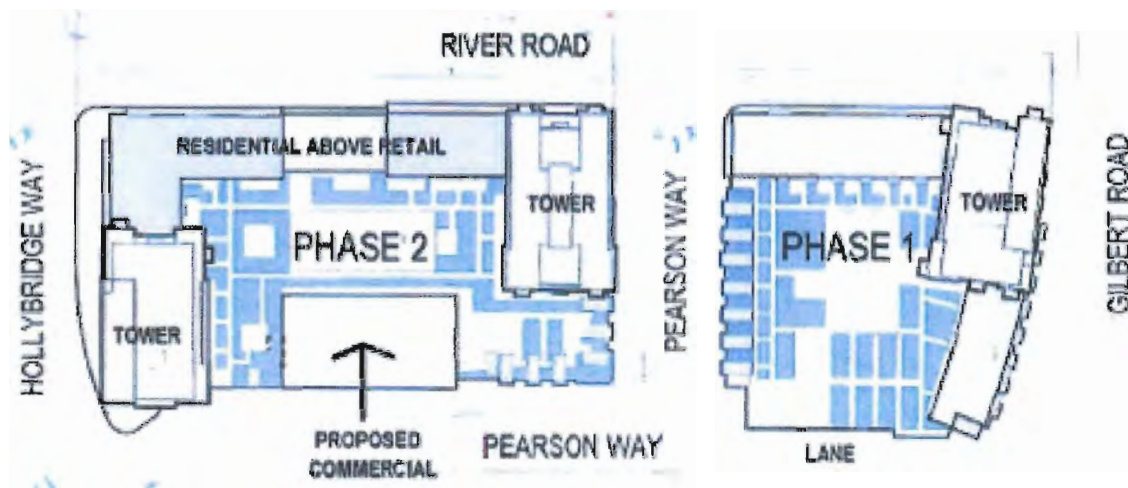 RIVER ROAD
RESIDENTIAL ABOVE RETAIL
HOLLYBRIDGE WAY
TOWER
PHASE 2
TOWER
PROPOSED
COMMERCIAL
PEARSON WAY
PEARSON WAY
PHASE 1
TOWER
GILBERT ROAD
LANE